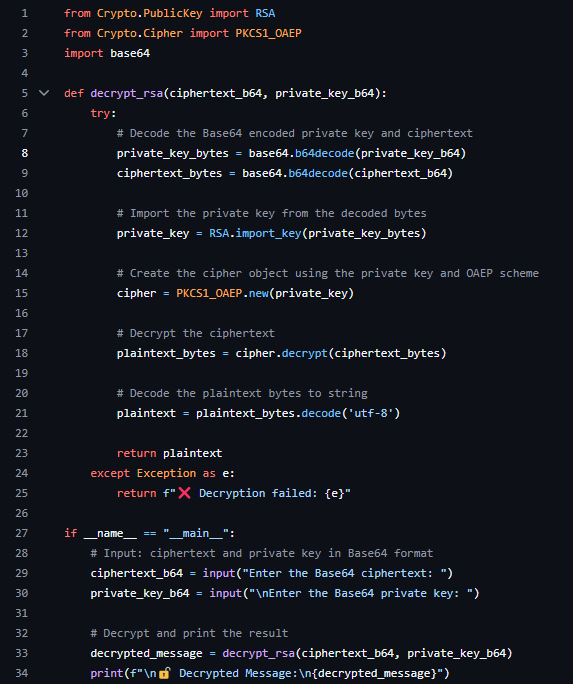 1 from Crypto.PublicKey import RSA
2 from Crypto.Cipher import PKCS1_OAEP
3 import base64
4
5 def decrypt_rsa(ciphertext_b64, private_key_b64):
6     try:
7         # Decode the Base64 encoded private key and ciphertext
8         private_key_bytes = base64.b64decode(private_key_b64)
9         ciphertext_bytes = base64.b64decode(ciphertext_b64)
10
11         # Import the private key from the decoded bytes
12         private_key = RSA.import_key(private_key_bytes)
13
14         # Create the cipher object using the private key and OAEP scheme
15         cipher = PKCS1_OAEP.new(private_key)
16
17         # Decrypt the ciphertext
18         plaintext_bytes = cipher.decrypt(ciphertext_bytes)
19
20         # Decode the plaintext bytes to string
21         plaintext = plaintext_bytes.decode('utf-8')
22
23         return plaintext
24     except Exception as e:
25         return f"❌ Decryption failed: {e}"
26
27 if __name__ == "__main__":
28     # Input: ciphertext and private key in Base64 format
29     ciphertext_b64 = input("Enter the Base64 ciphertext: ")
30     private_key_b64 = input("\nEnter the Base64 private key: ")
31
32     # Decrypt and print the result
33     decrypted_message = decrypt_rsa(ciphertext_b64, private_key_b64)
34     print(f"\n🔓 Decrypted Message:\n{decrypted_message}")